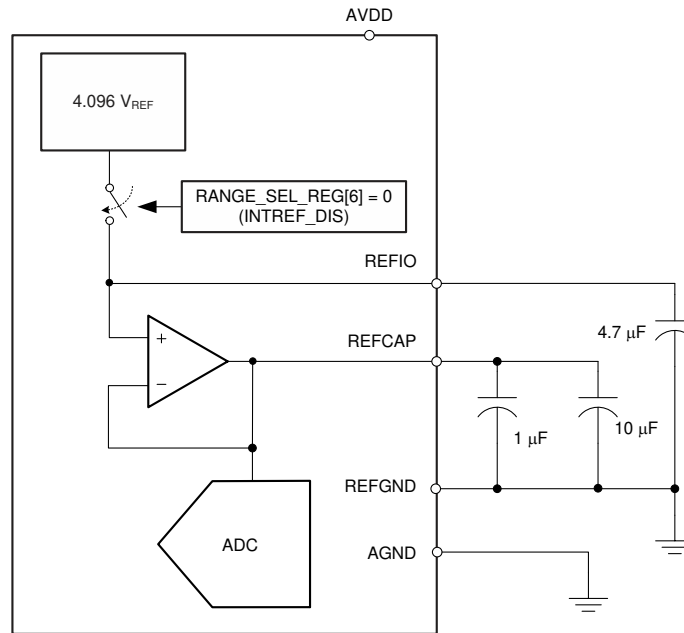 AVDD
4.096 VREF
RANGE_SEL_REG[6] = 0
(INTREF_DIS)
REFIO
+
−
REFCAP
4.7 μF
1 μF
10 μF
REFGND
ADC
AGND